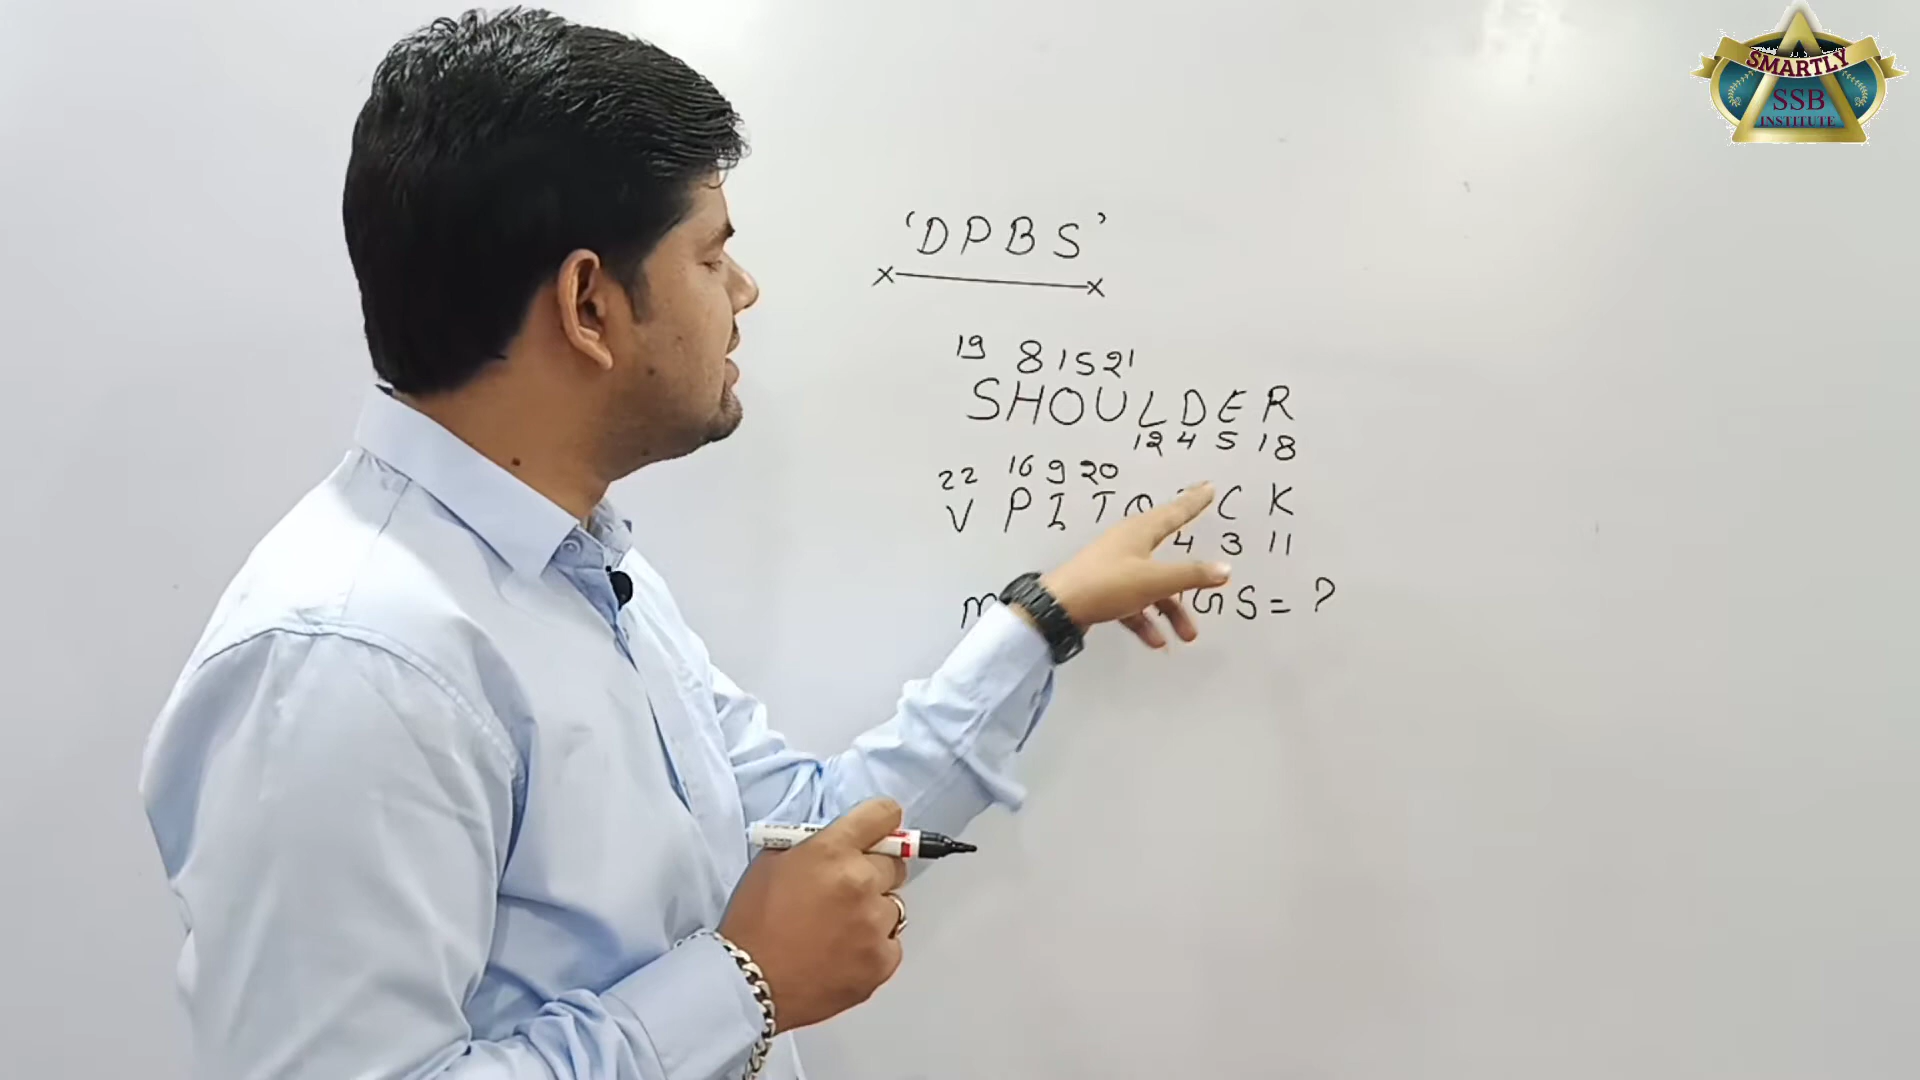 SMARTLY
SSB
INSTITUTE
'DPBS'
x x
19 8 15 21
SHOULDER
12 4 5 18
22 16 9 20
V P I T C K
4 3 11
S = ?